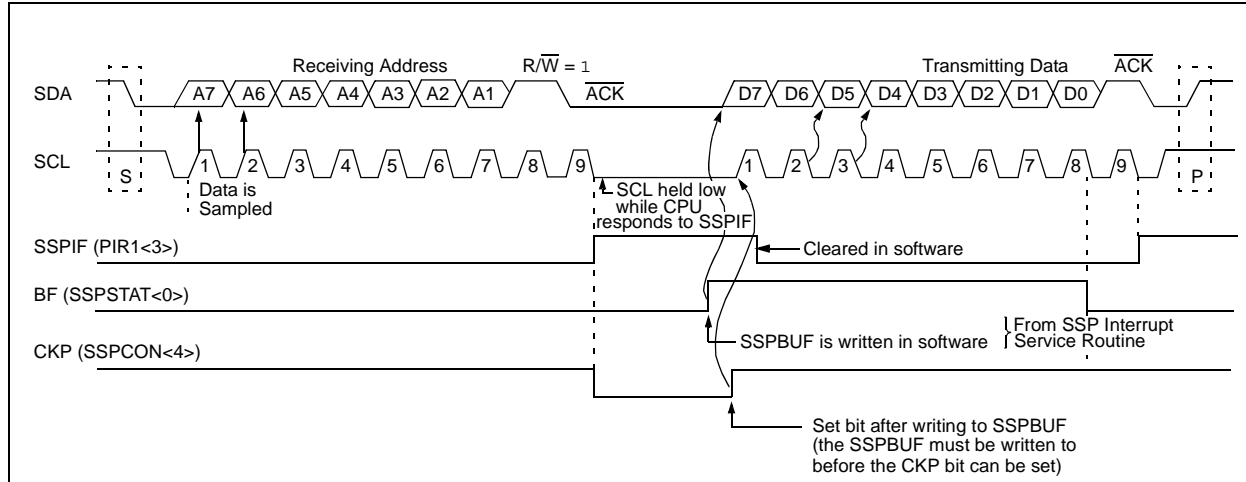 Receiving Address R/W = 1 Transmitting Data ACK
SDA A7 A6 A5 A4 A3 A2 A1 ACK D7 D6 D5 D4 D3 D2 D1 D0
SCL 1 2 3 4 5 6 7 8 9 1 2 3 4 5 6 7 8 9
S P
Data is
Sampled
SCL held low
while CPU
responds to SSPIF
SSPIF (PIR1<3>)
Cleared in software
BF (SSPSTAT<0>)
SSPBUF is written in software
From SSP Interrupt
Service Routine
CKP (SSPCON<4>)
Set bit after writing to SSPBUF
(the SSPBUF must be written to
before the CKP bit can be set)